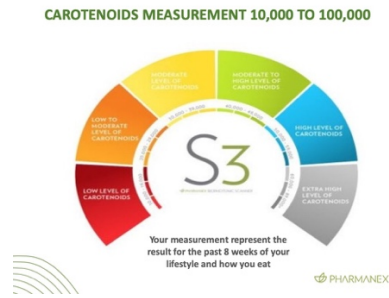 CAROTENOIDS MEASUREMENT 10,000 TO 100,000
MODERATE
LEVEL OF
CAROTENOIDS
MODERATE TO
HIGH LEVEL OF
CAROTENOIDS
LOW TO
MODERATE
LEVEL OF
CAROTENOIDS
HIGH LEVEL OF
CAROTENOIDS
LOW LEVEL OF
CAROTENOIDS
EXTRA HIGH
LEVEL OF
CAROTENOIDS
S3
Your measurement represent the
result for the past 8 weeks of your
lifestyle and how you eat
PHARMANEX